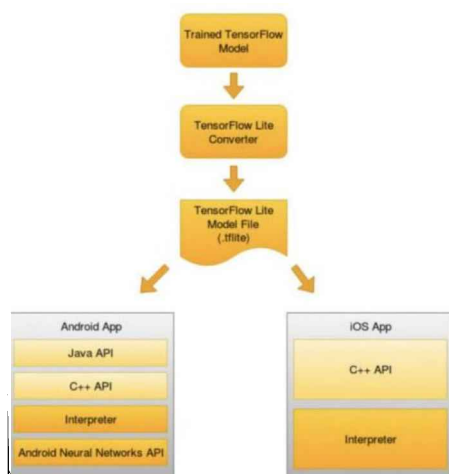 Trained TensorFlow
Model
TensorFlow Lite
Converter
TensorFlow Lite
Model File
(.tflite)
Android App
Java API
C++ API
Interpreter
Android Neural Networks API
iOS App
C++ API
Interpreter